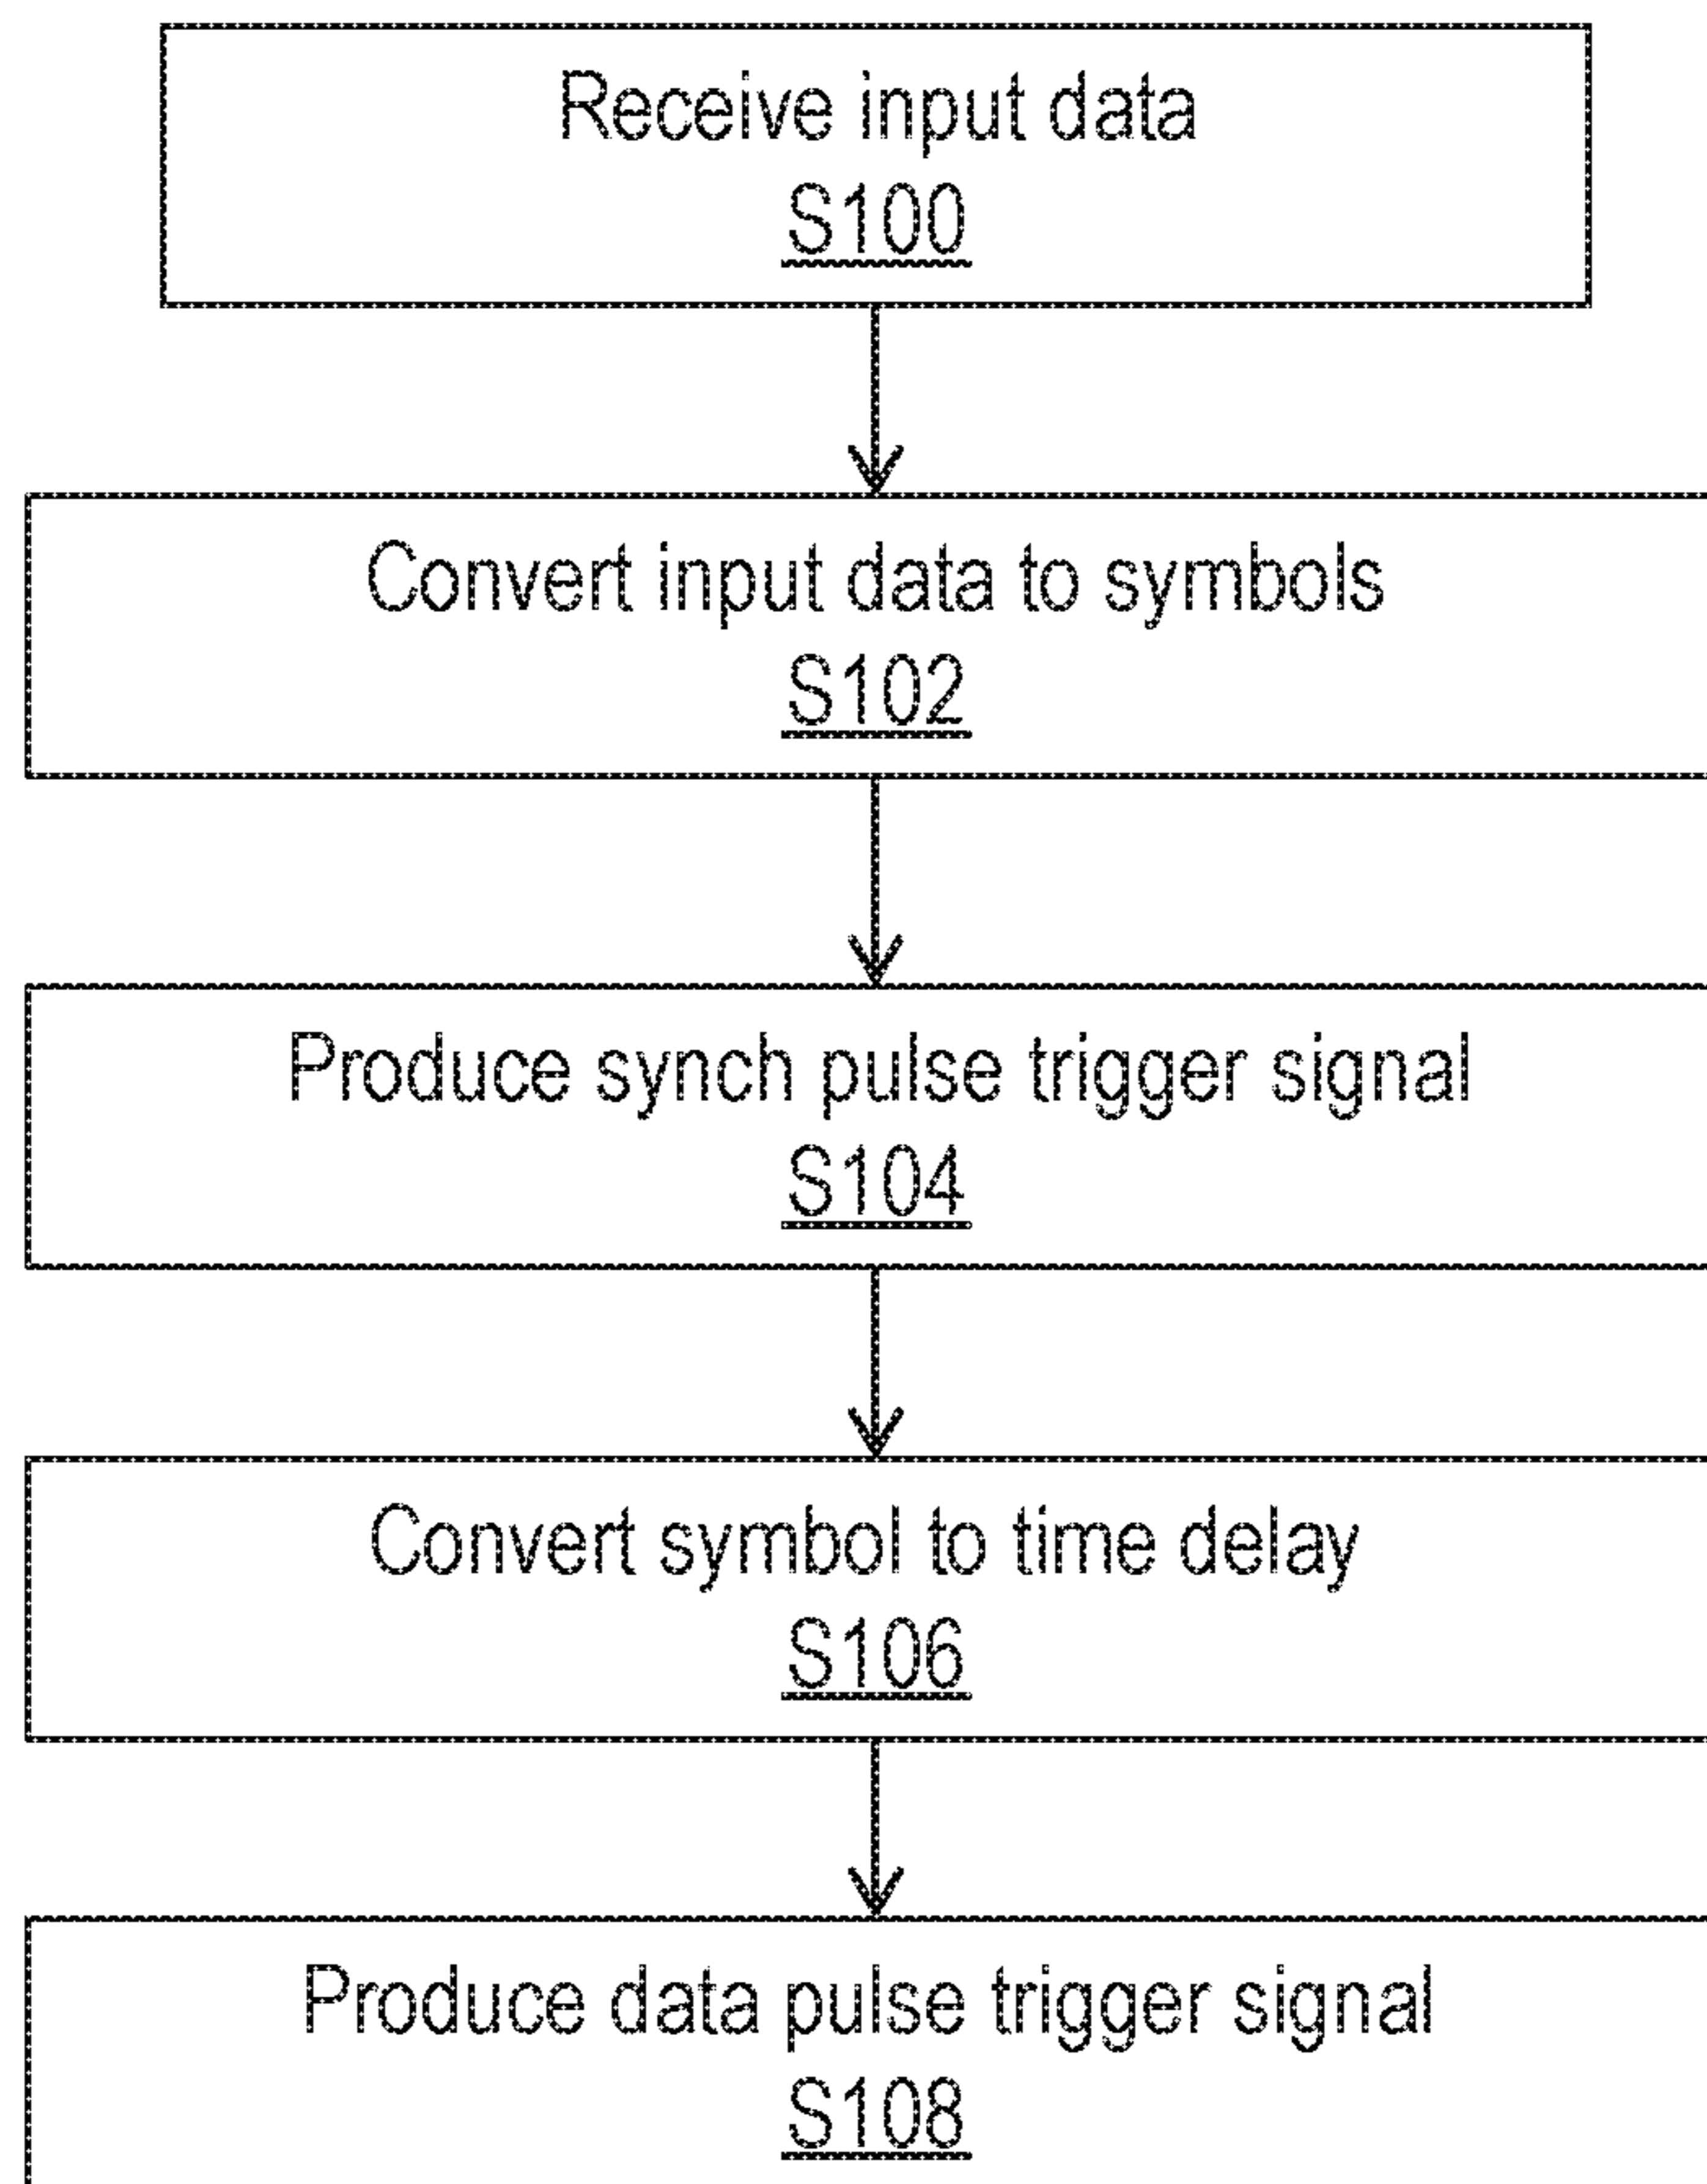 Receive input data
S100
Convert input data to symbols
S102
Produce synch pulse trigger signal
S104
Convert symbol to time delay
S106
Produce data pulse trigger signal
S108